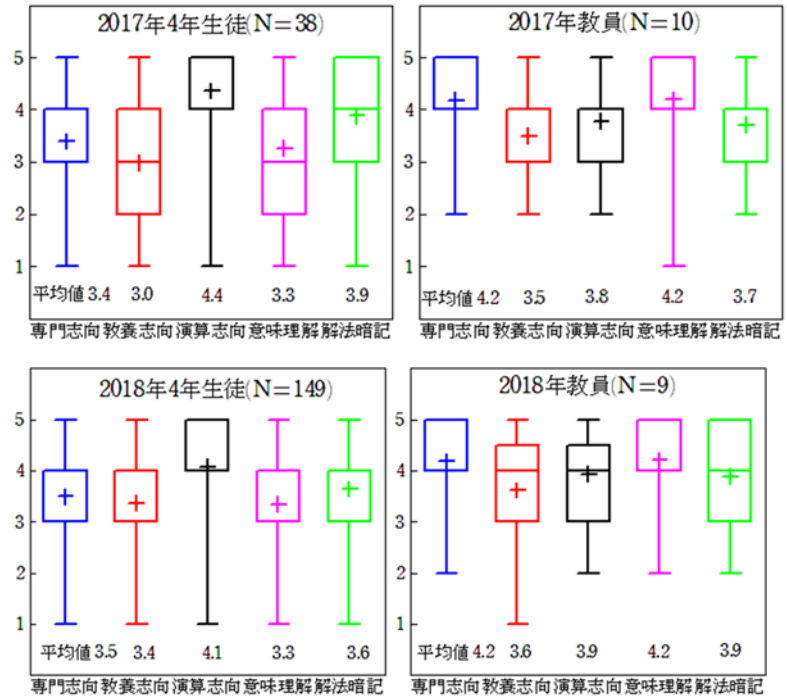 2017年4年生徒(N=38)
5
4
3
2
1
平均値 3.4 3.0 4.4 3.3 3.9
専門志向 教養志向 演算志向 意味理解 解法暗記
2017年教員(N=10)
5
4
3
2
1
平均値 4.2 3.5 3.8 4.2 3.7
専門志向 教養志向 演算志向 意味理解 解法暗記
2018年4年生徒(N=149)
5
4
3
2
1
平均値 3.5 3.4 4.1 3.3 3.6
専門志向 教養志向 演算志向 意味理解 解法暗記
2018年教員(N=9)
5
4
3
2
1
平均値 4.2 3.6 3.9 4.2 3.9
専門志向 教養志向 演算志向 意味理解 解法暗記